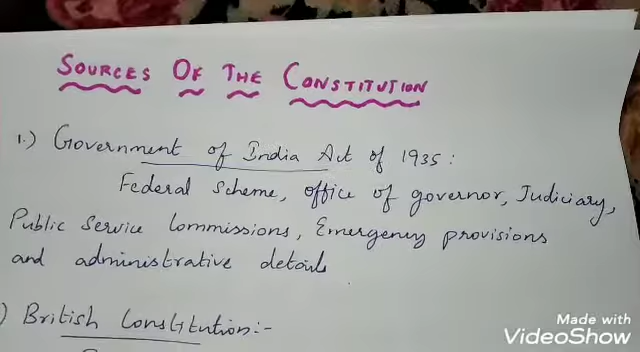 SOURCES OF THE CONSTITUTION
1.) Government of India Act of 1935 :
Federal Scheme, office of governor, Judiciary,
Public Service Commissions, Emergency provisions
and administrative details
) British Constitution:-
Made with
VideoShow